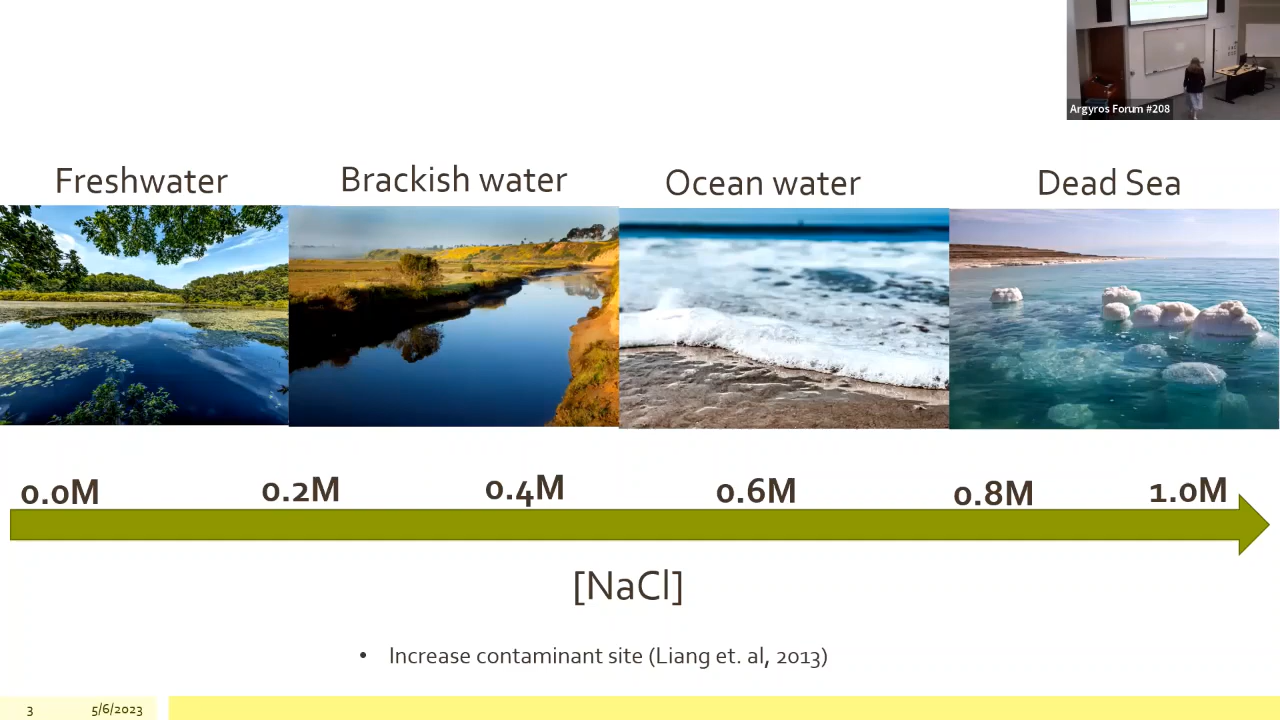 Argyros Forum #208
Freshwater
Brackish water
Ocean water
Dead Sea
0.0M
0.2M
0.4M
0.6M
0.8M
1.0M
[NaCl]
• Increase contaminant site (Liang et. al, 2013)
3
5/6/2023